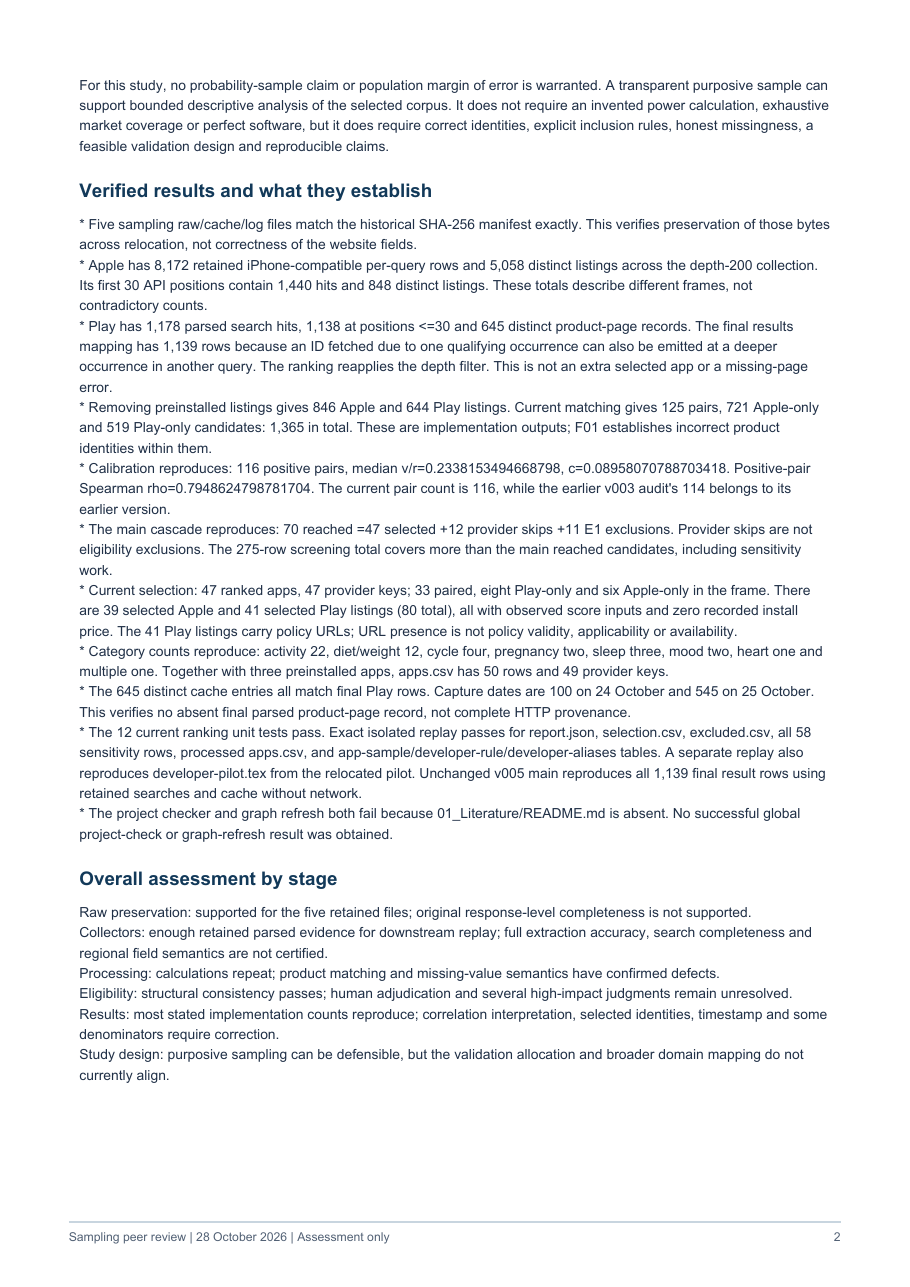 For this study, no probability-sample claim or population margin of error is warranted. A transparent purposive sample can
support bounded descriptive analysis of the selected corpus. It does not require an invented power calculation, exhaustive
market coverage or perfect software, but it does require correct identities, explicit inclusion rules, honest missingness, a
feasible validation design and reproducible claims.
Verified results and what they establish
* Five sampling raw/cache/log files match the historical SHA-256 manifest exactly. This verifies preservation of those bytes
across relocation, not correctness of the website fields.
* Apple has 8,172 retained iPhone-compatible per-query rows and 5,058 distinct listings across the depth-200 collection.
Its first 30 API positions contain 1,440 hits and 848 distinct listings. These totals describe different frames, not
contradictory counts.
* Play has 1,178 parsed search hits, 1,138 at positions <=30 and 645 distinct product-page records. The final results
mapping has 1,139 rows because an ID fetched due to one qualifying occurrence can also be emitted at a deeper
occurrence in another query. The ranking reapplies the depth filter. This is not an extra selected app or a missing-page
error.
* Removing preinstalled listings gives 846 Apple and 644 Play listings. Current matching gives 125 pairs, 721 Apple-only
and 519 Play-only candidates: 1,365 in total. These are implementation outputs; F01 establishes incorrect product
identities within them.
* Calibration reproduces: 116 positive pairs, median v/r=0.2338153494668798, c=0.08958070788703418. Positive-pair
Spearman rho=0.7948624798781704. The current pair count is 116, while the earlier v003 audit's 114 belongs to its
earlier version.
* The main cascade reproduces: 70 reached =47 selected +12 provider skips +11 E1 exclusions. Provider skips are not
eligibility exclusions. The 275-row screening total covers more than the main reached candidates, including sensitivity
work.
* Current selection: 47 ranked apps, 47 provider keys; 33 paired, eight Play-only and six Apple-only in the frame. There
are 39 selected Apple and 41 selected Play listings (80 total), all with observed score inputs and zero recorded install
price. The 41 Play listings carry policy URLs; URL presence is not policy validity, applicability or availability.
* Category counts reproduce: activity 22, diet/weight 12, cycle four, pregnancy two, sleep three, mood two, heart one and
multiple one. Together with three preinstalled apps, apps.csv has 50 rows and 49 provider keys.
* The 645 distinct cache entries all match final Play rows. Capture dates are 100 on 24 October and 545 on 25 October.
This verifies no absent final parsed product-page record, not complete HTTP provenance.
* The 12 current ranking unit tests pass. Exact isolated replay passes for report.json, selection.csv, excluded.csv, all 58
sensitivity rows, processed apps.csv, and app-sample/developer-rule/developer-aliases tables. A separate replay also
reproduces developer-pilot.tex from the relocated pilot. Unchanged v005 main reproduces all 1,139 final result rows using
retained searches and cache without network.
* The project checker and graph refresh both fail because 01_Literature/README.md is absent. No successful global
project-check or graph-refresh result was obtained.
Overall assessment by stage
Raw preservation: supported for the five retained files; original response-level completeness is not supported.
Collectors: enough retained parsed evidence for downstream replay; full extraction accuracy, search completeness and
regional field semantics are not certified.
Processing: calculations repeat; product matching and missing-value semantics have confirmed defects.
Eligibility: structural consistency passes; human adjudication and several high-impact judgments remain unresolved.
Results: most stated implementation counts reproduce; correlation interpretation, selected identities, timestamp and some
denominators require correction.
Study design: purposive sampling can be defensible, but the validation allocation and broader domain mapping do not
currently align.
Sampling peer review | 28 October 2026 | Assessment only
2